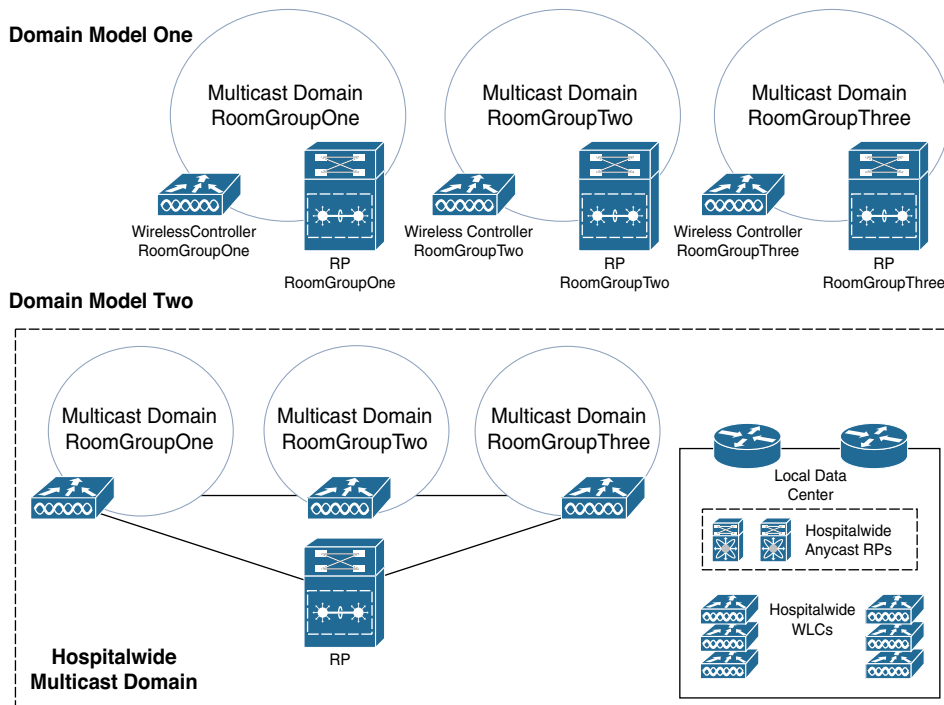 Domain Model One
Multicast Domain
RoomGroupOne
Multicast Domain
RoomGroupTwo
Multicast Domain
RoomGroupThree
WirelessController
RoomGroupOne
RP
RoomGroupOne
Wireless Controller
RoomGroupTwo
RP
RoomGroupTwo
Wireless Controller
RoomGroupThree
RP
RoomGroupThree
Domain Model Two
Multicast Domain
RoomGroupOne
Multicast Domain
RoomGroupTwo
Multicast Domain
RoomGroupThree
RP
Hospitalwide
Multicast Domain
Local Data
Center
Hospitalwide
Anycast RPs
Hospitalwide
WLCs